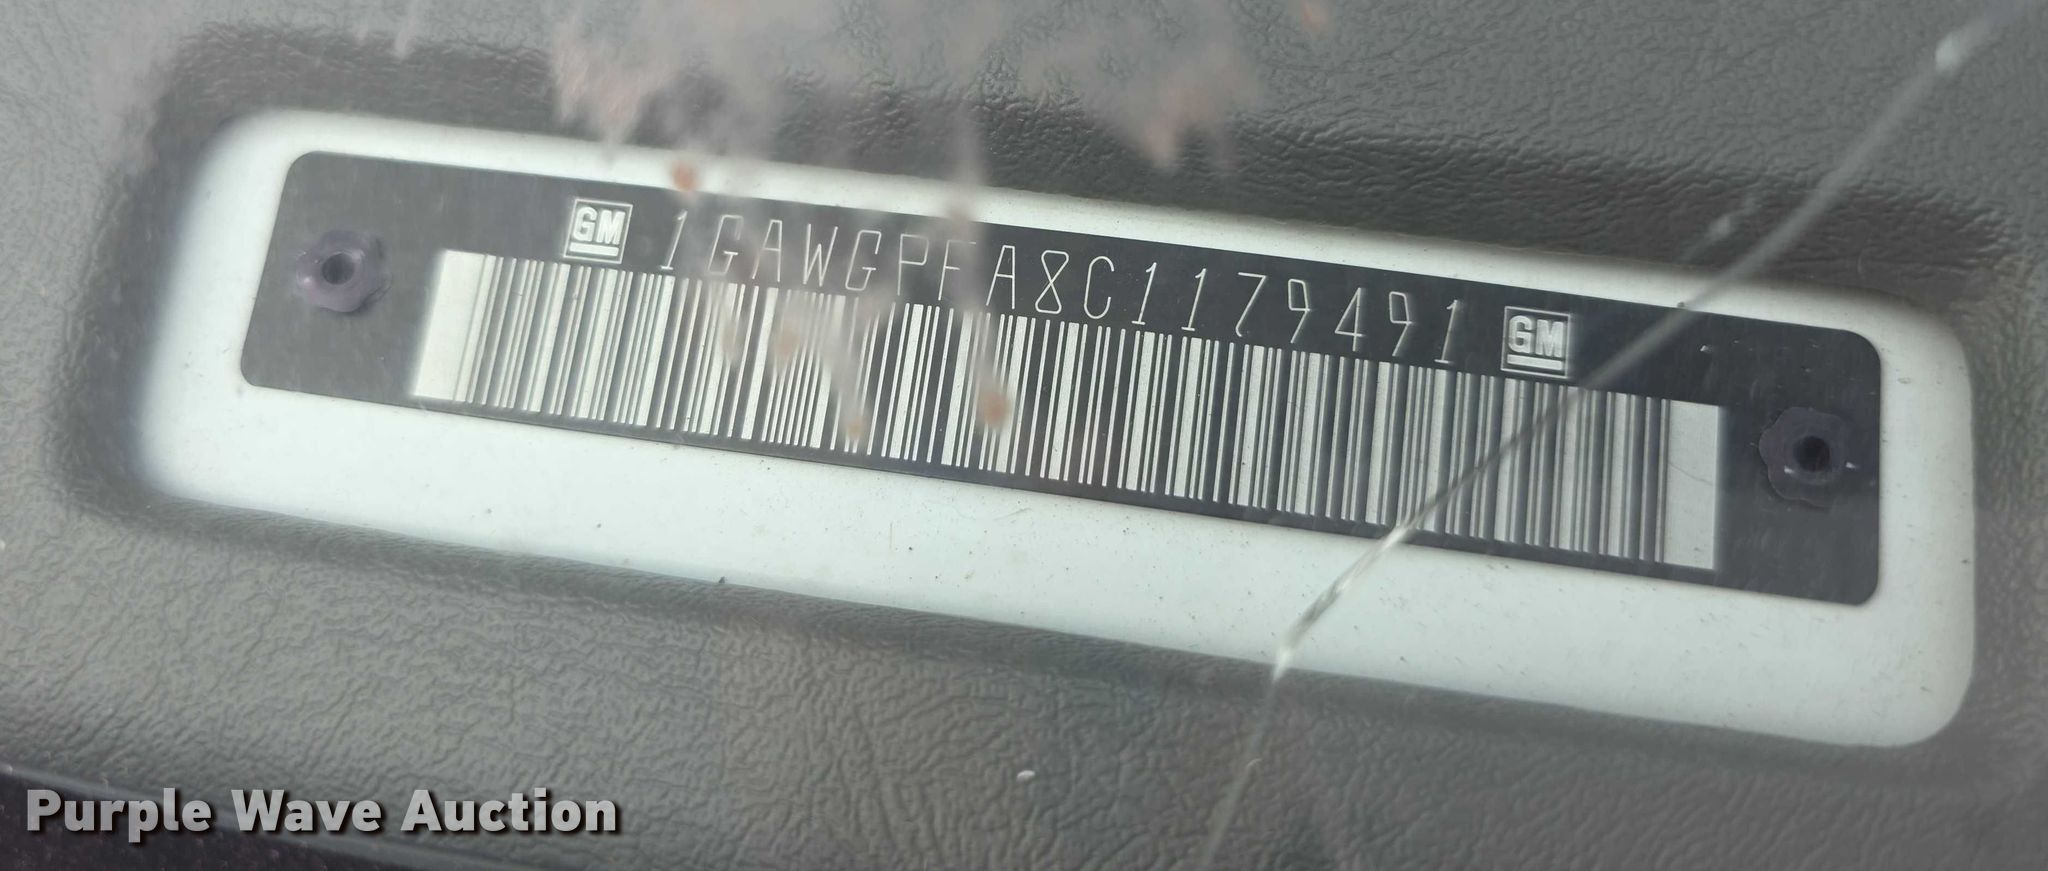 GM 1GAWGPFA8C1179491 GM
Purple Wave Auction